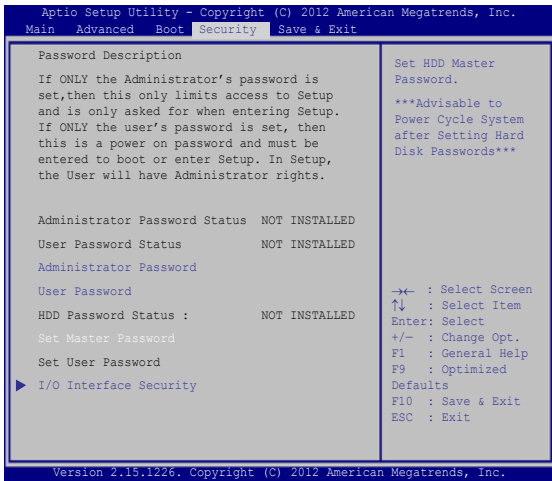 Aptio Setup Utility - Copyright (C) 2012 American Megatrends, Inc.
Main Advanced Boot Security Save & Exit
Password Description
If ONLY the Administrator's password is
set,then this only limits access to Setup
and is only asked for when entering Setup.
If ONLY the user's password is set, then
this is a power on password and must be
entered to boot or enter Setup. In Setup,
the User will have Administrator rights.
Administrator Password Status NOT INSTALLED
User Password Status NOT INSTALLED
Administrator Password
User Password
HDD Password Status : NOT INSTALLED
Set Master Password
Set User Password
I/O Interface Security
Set HDD Master
Password.
***Advisable to
Power Cycle System
after Setting Hard
Disk Passwords***
→← : Select Screen
↑↓ : Select Item
Enter: Select
+/— : Change Opt.
F1 : General Help
F9 : Optimized
Defaults
F10 : Save & Exit
ESC : Exit
Version 2.15.1226. Copyright (C) 2012 American Megatrends, Inc.